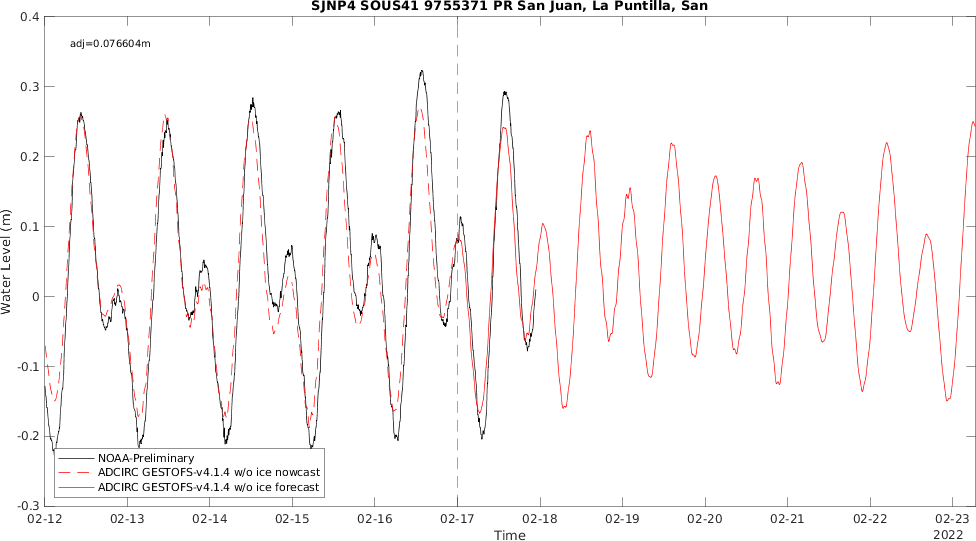 SJNP4 SOUS41 9755371 PR San Juan, La Puntilla, San
adj=0.076604m
0.4
0.3
0.2
0.1
0
-0.1
-0.2
-0.3
Water Level (m)
NOAA-Preliminary
ADCIRC GESTOFS-v4.1.4 w/o ice nowcast
ADCIRC GESTOFS-v4.1.4 w/o ice forecast
02-12 02-13 02-14 02-15 02-16 02-17 02-18 02-19 02-20 02-21 02-22 02-23
Time
2022